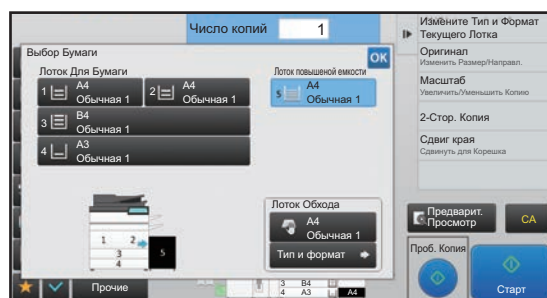 Число копий
1
Выбор Бумаги
OK
Лоток Для Бумаги
1
A4
Обычная 1
2
A4
Обычная 1
3
B4
Обычная 1
4
A3
Обычная 1
Лоток повышеной емкости
5
A4
Обычная 1
1 2
3
4
5
Лоток Обхода
A4
Обычная 1
Тип и формат
Прочие
3 B4
4 A3
A4
Измените Тип и Формат
Текущего Лотка
Оригинал
Изменить Размер/Направл.
Масштаб
Увеличить/Уменьшить Копию
2-Стор. Копия
Сдвиг края
Сдвинуть для Корешка
Предварит.
Просмотр
CA
Проб. Копия
Старт